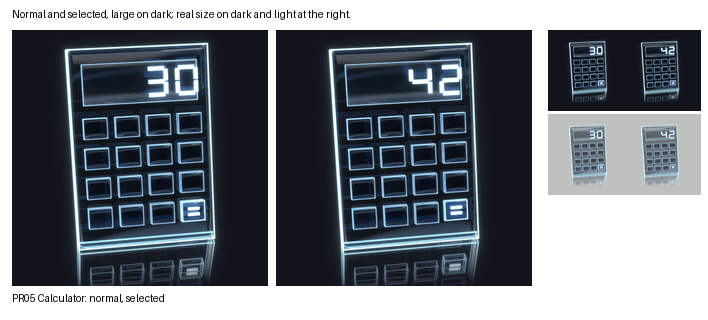 Normal and selected, large on dark; real size on dark and light at the right.
30 42
30 42
=
=
30 42
PR05 Calculator: normal, selected